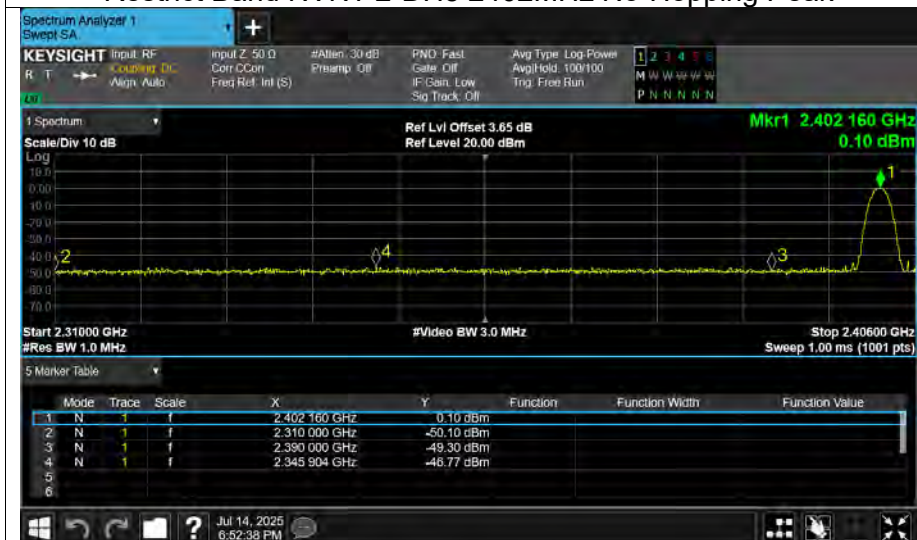 Spectrum Analyzer 1
Swept SA
+
KEYSIGHT Input: RF Input Z: 50 Ω #Atten: 30 dB PNO: Fast Avg Type: Log-Power 1 2 3 4 5 6
R T Coupling: DC Corr CCorr Preamp: Off Gate: Off Avg|Hold: 100/100 M W W W W W
Align: Auto Freq Ref: Int (S) IF Gain: Low Trig: Free Run
Sig Track: Off P N N N N N
1 Spectrum
Ref Lvl Offset 3.65 dB Mkr1 2.402 160 GHz
Scale/Div 10 dB Ref Level 20.00 dBm 0.10 dBm
Log
10.0
0.00
-10.0
-20.0
-30.0
-40.0
-50.0
-60.0
-70.0
1
2
4
3
Start 2.31000 GHz #Video BW 3.0 MHz Stop 2.40600 GHz
#Res BW 1.0 MHz Sweep 1.00 ms (1001 pts)
5 Marker Table
Mode Trace Scale X Y Function Function Width Function Value
1 N 1 f 2.402 160 GHz 0.10 dBm
2 N 1 f 2.310 000 GHz -50.10 dBm
3 N 1 f 2.390 000 GHz -49.30 dBm
4 N 1 f 2.345 904 GHz -46.77 dBm
5
6
? Jul 14, 2025
6:52:38 PM